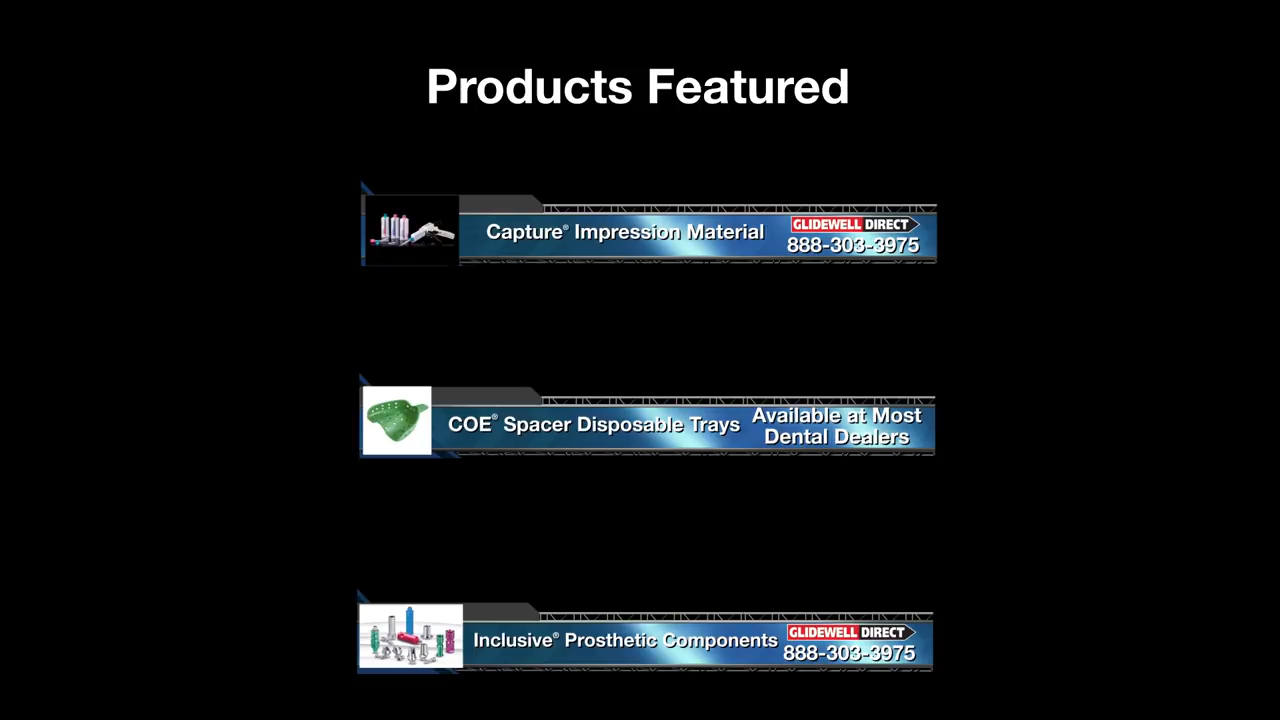 Products Featured
Capture® Impression Material
GLIDEWELL DIRECT
888-303-3975
COE® Spacer Disposable Trays
Available at Most
Dental Dealers
Inclusive® Prosthetic Components
GLIDEWELL DIRECT
888-303-3975